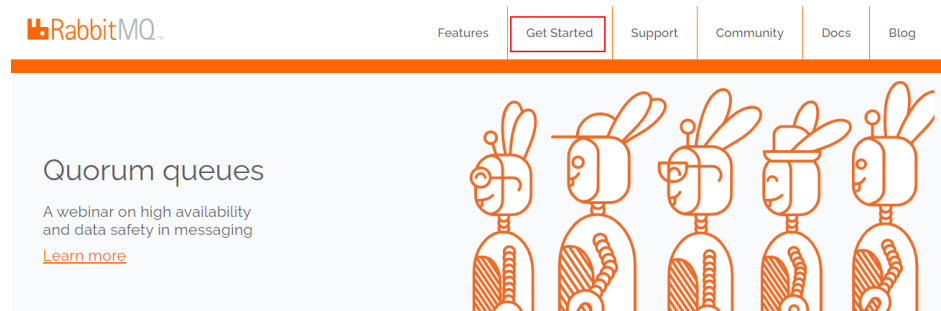 RabbitMQ
Features Get Started Support Community Docs Blog
Quorum queues
A webinar on high availability
and data safety in messaging
Learn more